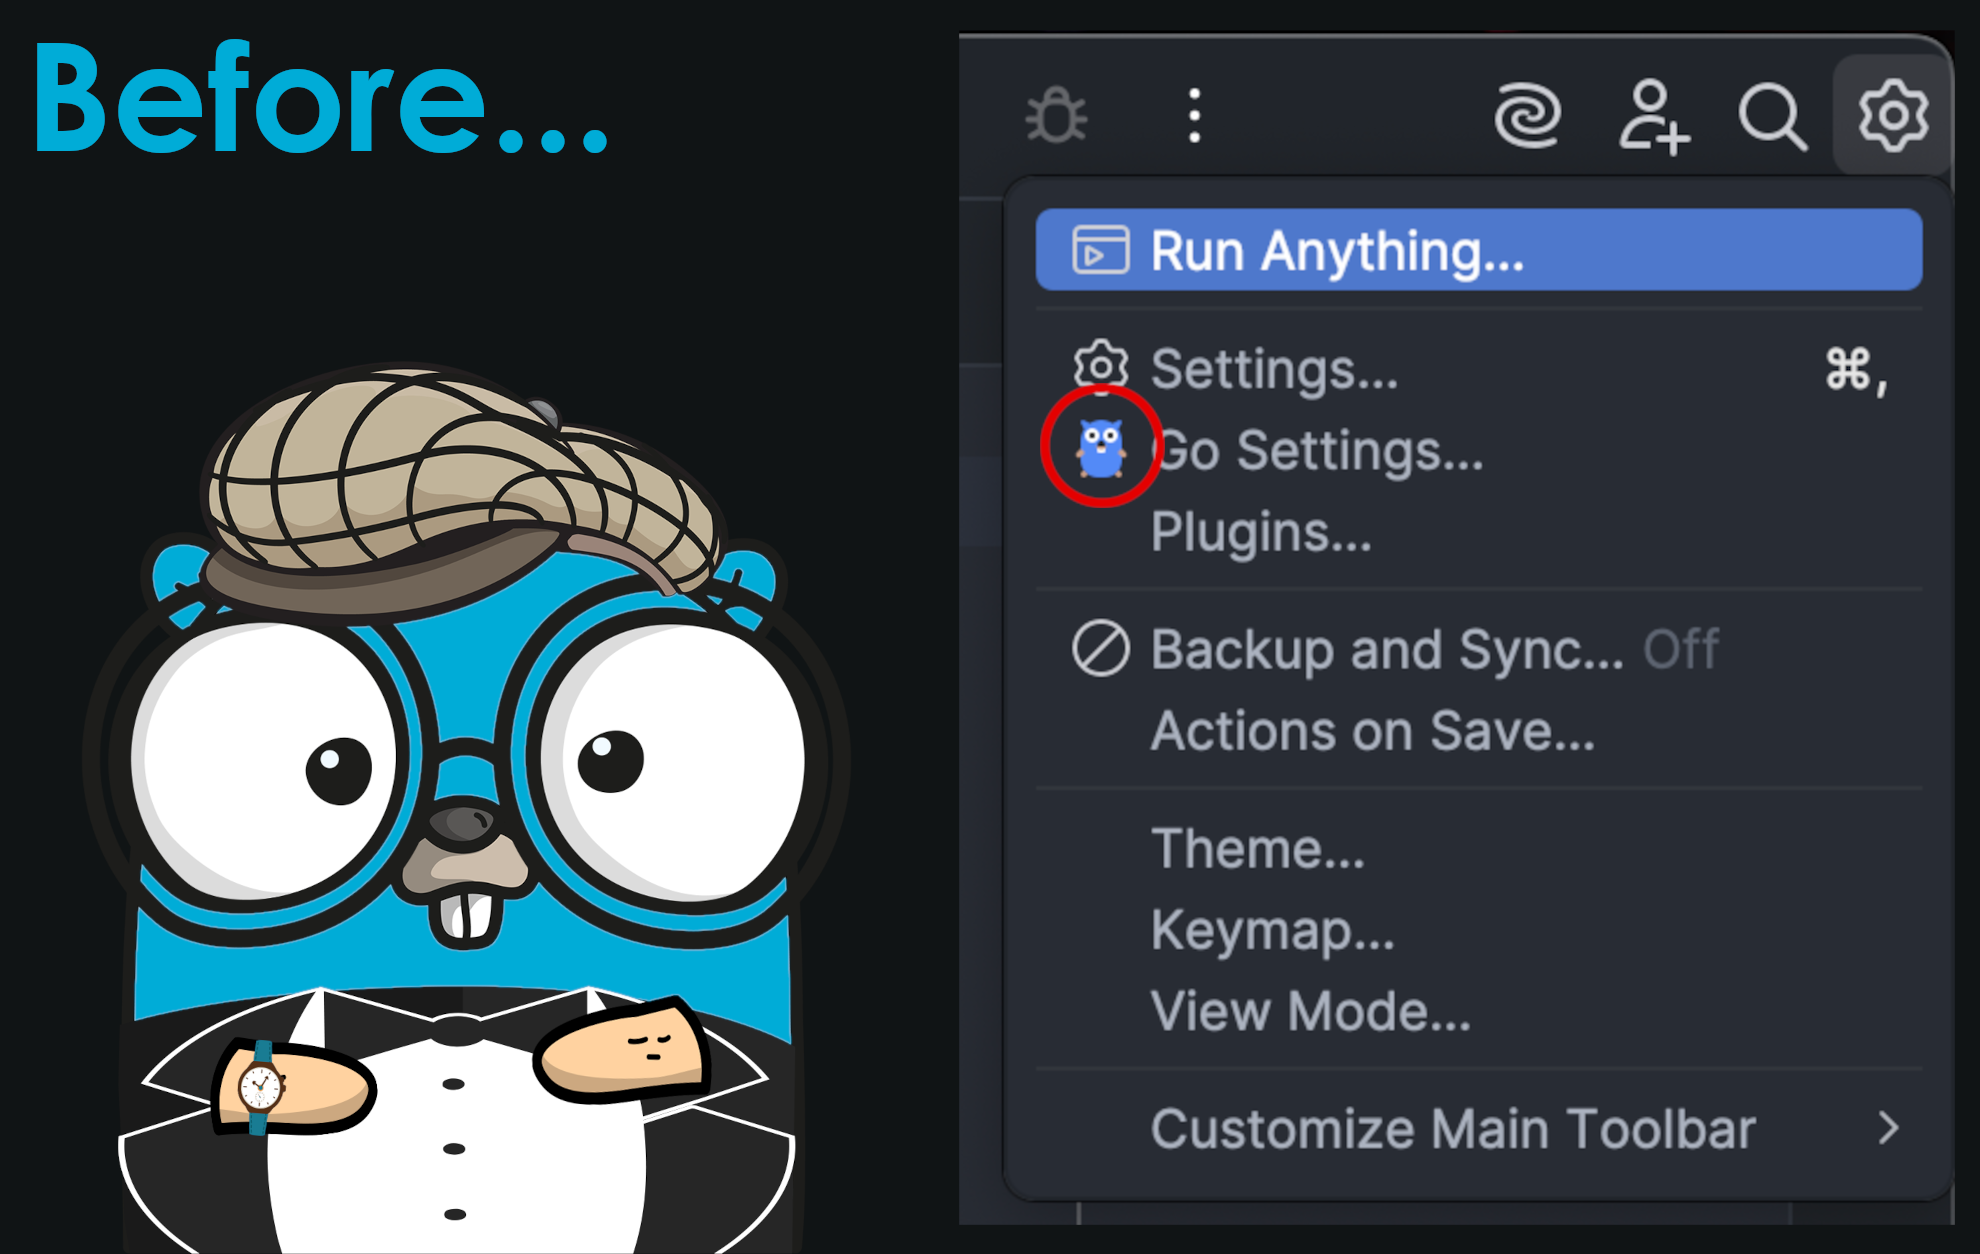 Before...
Run Anything...
Settings... ⌘,
Go Settings...
Plugins...
Backup and Sync... Off
Actions on Save...
Theme...
Keymap...
View Mode...
Customize Main Toolbar